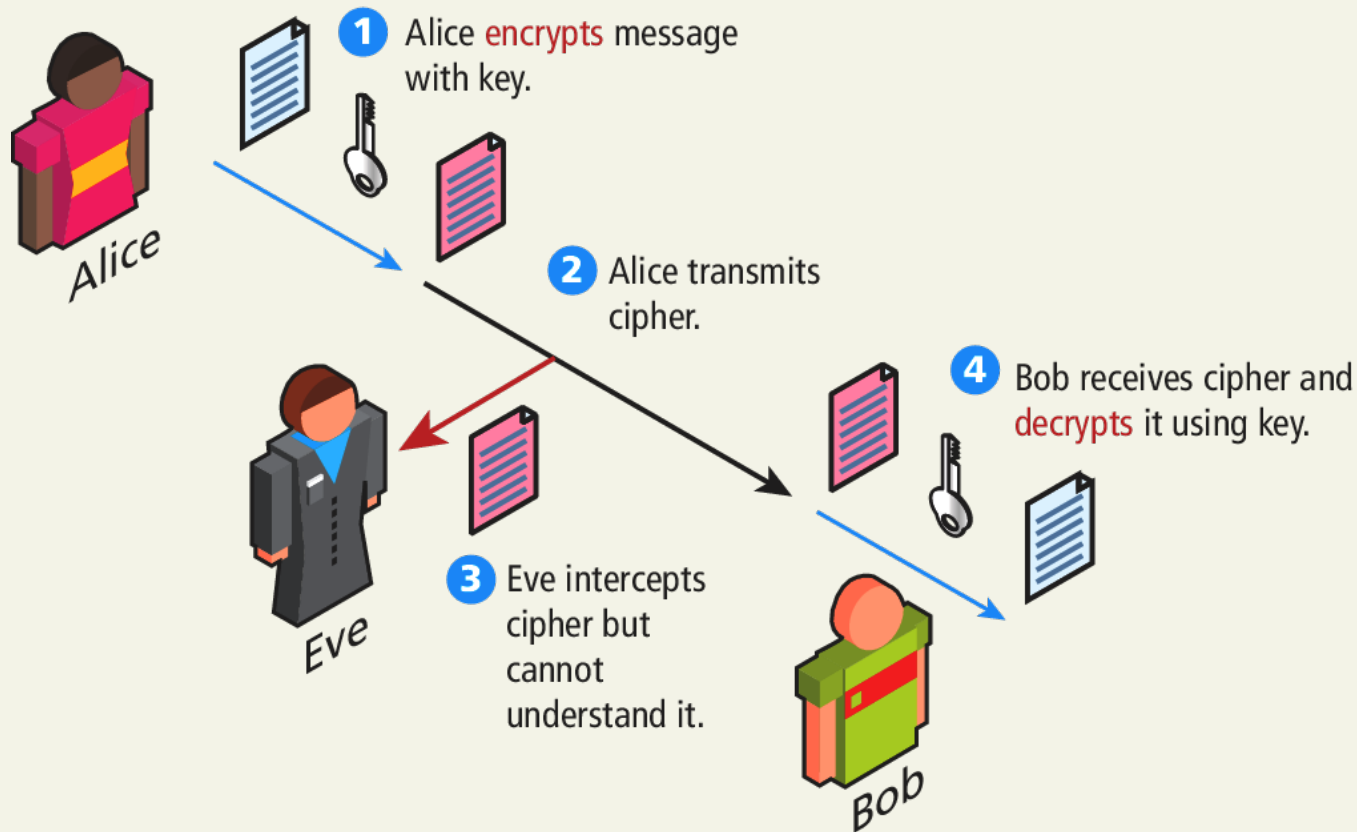 1 Alice encrypts message
with key.
Alice
2 Alice transmits
cipher.
4 Bob receives cipher and
decrypts it using key.
3 Eve intercepts
cipher but
cannot
understand it.
Eve
Bob